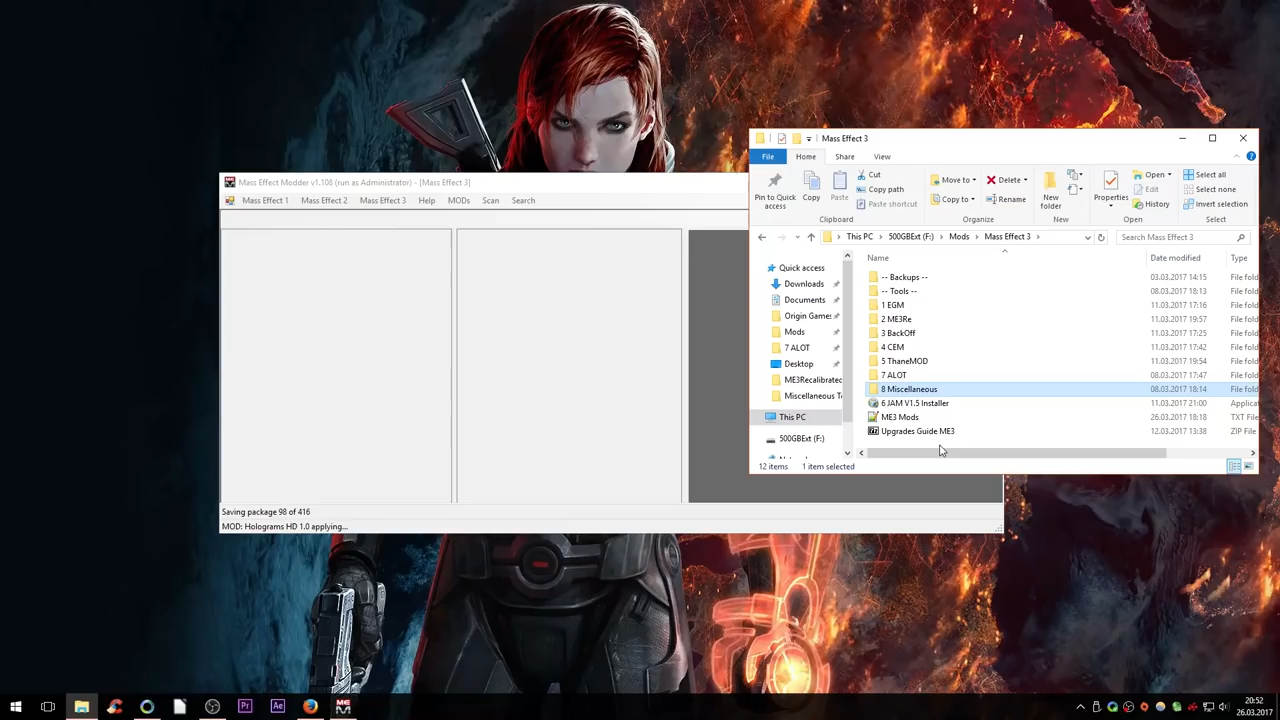 Mass Effect Modder v1.108 (run as Administrator) - [Mass Effect 3]
Mass Effect 1 Mass Effect 2 Mass Effect 3 Help MODs Scan Search
Saving package 98 of 416
MOD: Holograms HD 1.0 applying...
Mass Effect 3
File Home Share View
Pin to Quick access
Copy
Paste
Cut
Copy path
Paste shortcut
Clipboard
Move to
Copy to
Delete
Rename
Organize
New folder
New
Properties
Open
Edit
History
Open
Select all
Select none
Invert selection
Select
This PC 500GBExt (F:) Mods Mass Effect 3
Search Mass Effect 3
Quick access
Downloads
Documents
Origin Games
Mods
7 ALOT
Desktop
ME3Recalibrated
Miscellaneous T
This PC
500GBExt (F:)
Name Date modified Type
-- Backups -- 03.03.2017 14:15 File fold
-- Tools -- 08.03.2017 18:13 File fold
1 EGM 11.03.2017 17:16 File fold
2 ME3Re 11.03.2017 19:57 File fold
3 BackOff 11.03.2017 17:25 File fold
4 CEM 11.03.2017 17:42 File fold
5 ThaneMOD 11.03.2017 19:54 File fold
7 ALOT 08.03.2017 17:47 File fold
8 Miscellaneous 08.03.2017 18:14 File fold
6 JAM V1.5 Installer 11.03.2017 21:00 Applicat
ME3 Mods 26.03.2017 18:18 TXT File
Upgrades Guide ME3 12.03.2017 13:38 ZIP File
12 items 1 item selected
Pr
Ae
ME
M
20:52
26.03.2017